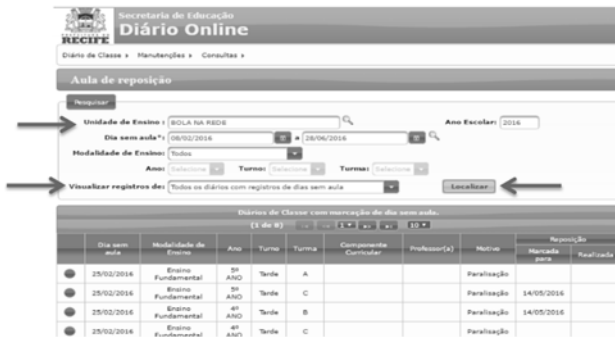 Secretaria de Educação
RECIFE
Diário Online
Diário de Classe Manutenções Consultas
Aula de reposição
Pesquisar
Unidade de Ensino : BOLA NA REDE Ano Escolar: 2016
Dia sem aula*: 08/02/2016 a 28/06/2016
Modalidade de Ensino: Todos
Ano: Selecione Turno: Selecione Turma: Selecione
Visualizar registros de: Todos os diários com registros de dias sem aula Localizar
Diários de Classe com marcação de dia sem aula.
(1 de 8) 1 10
Reposição
Dia sem aula Modalidade de Ensino Ano Turno Turma Componente Curricular Professor(a) Motivo Marcada para Realizada
25/02/2016 Ensino Fundamental 5º ANO Tarde A Paralisação
25/02/2016 Ensino Fundamental 5º ANO Tarde C Paralisação 14/05/2016
25/02/2016 Ensino Fundamental 4º ANO Tarde B Paralisação 14/05/2016
25/02/2016 Ensino Fundamental 4º ANO Tarde C Paralisação